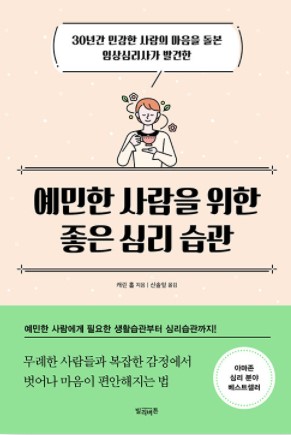 30년간 민감한 사람의 마음을 돌본
임상심리사가 발견한
예민한 사람을 위한
좋은 심리 습관
카린 홀 지음 | 신솔잎 옮김
예민한 사람에게 필요한 생활습관부터 심리습관까지!
무례한 사람들과 복잡한 감정에서
벗어나 마음이 편안해지는 법
아마존
심리 분야
베스트셀러
빌리버튼